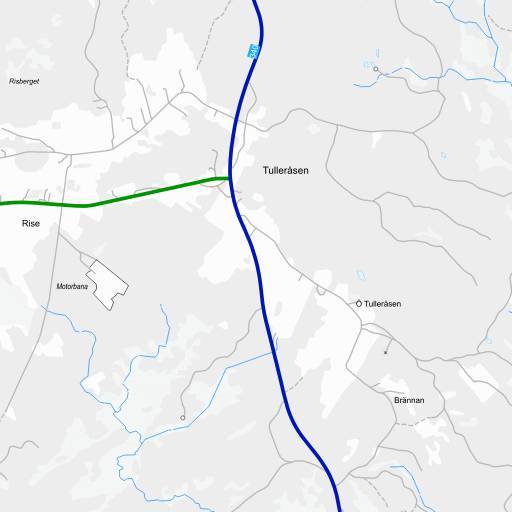 Risberget
Tulleråsen
Rise
Motorbana
Tulleråsen
Brännan